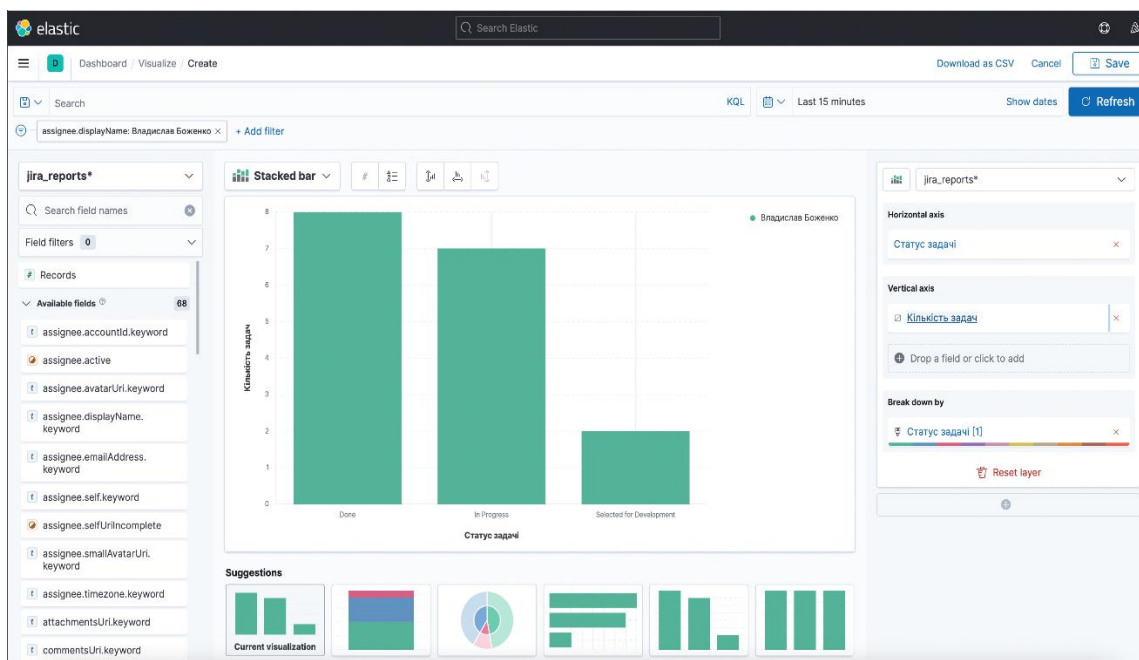 elastic
Search Elastic
D
Dashboard / Visualize / Create
Download as CSV
Cancel
Save
Search
KQL
Last 15 minutes
Show dates
Refresh
assignee.displayName: Владислав Боженко ×
+ Add filter
jira_reports*
Search field names
Field filters 0
# Records
Available fields 68
t assignee.accountId.keyword
assignee.active
t assignee.avatarUri.keyword
t assignee.displayName.
keyword
t assignee.emailAddress.
keyword
t assignee.self.keyword
assignee.selfUriIncomplete
t assignee.smallAvatarUri.
keyword
t assignee.timezone.keyword
t attachmentsUri.keyword
t commentsUri.keyword
Stacked bar
Кількість задач
8
7
6
5
4
3
2
1
0
Done
In Progress
Selected for Development
Статус задачі
Владислав Боженко
Suggestions
Current visualization
jira_reports*
Horizontal axis
Статус задачі
Vertical axis
Кількість задач
Drop a field or click to add
Break down by
Статус задачі [1]
Reset layer